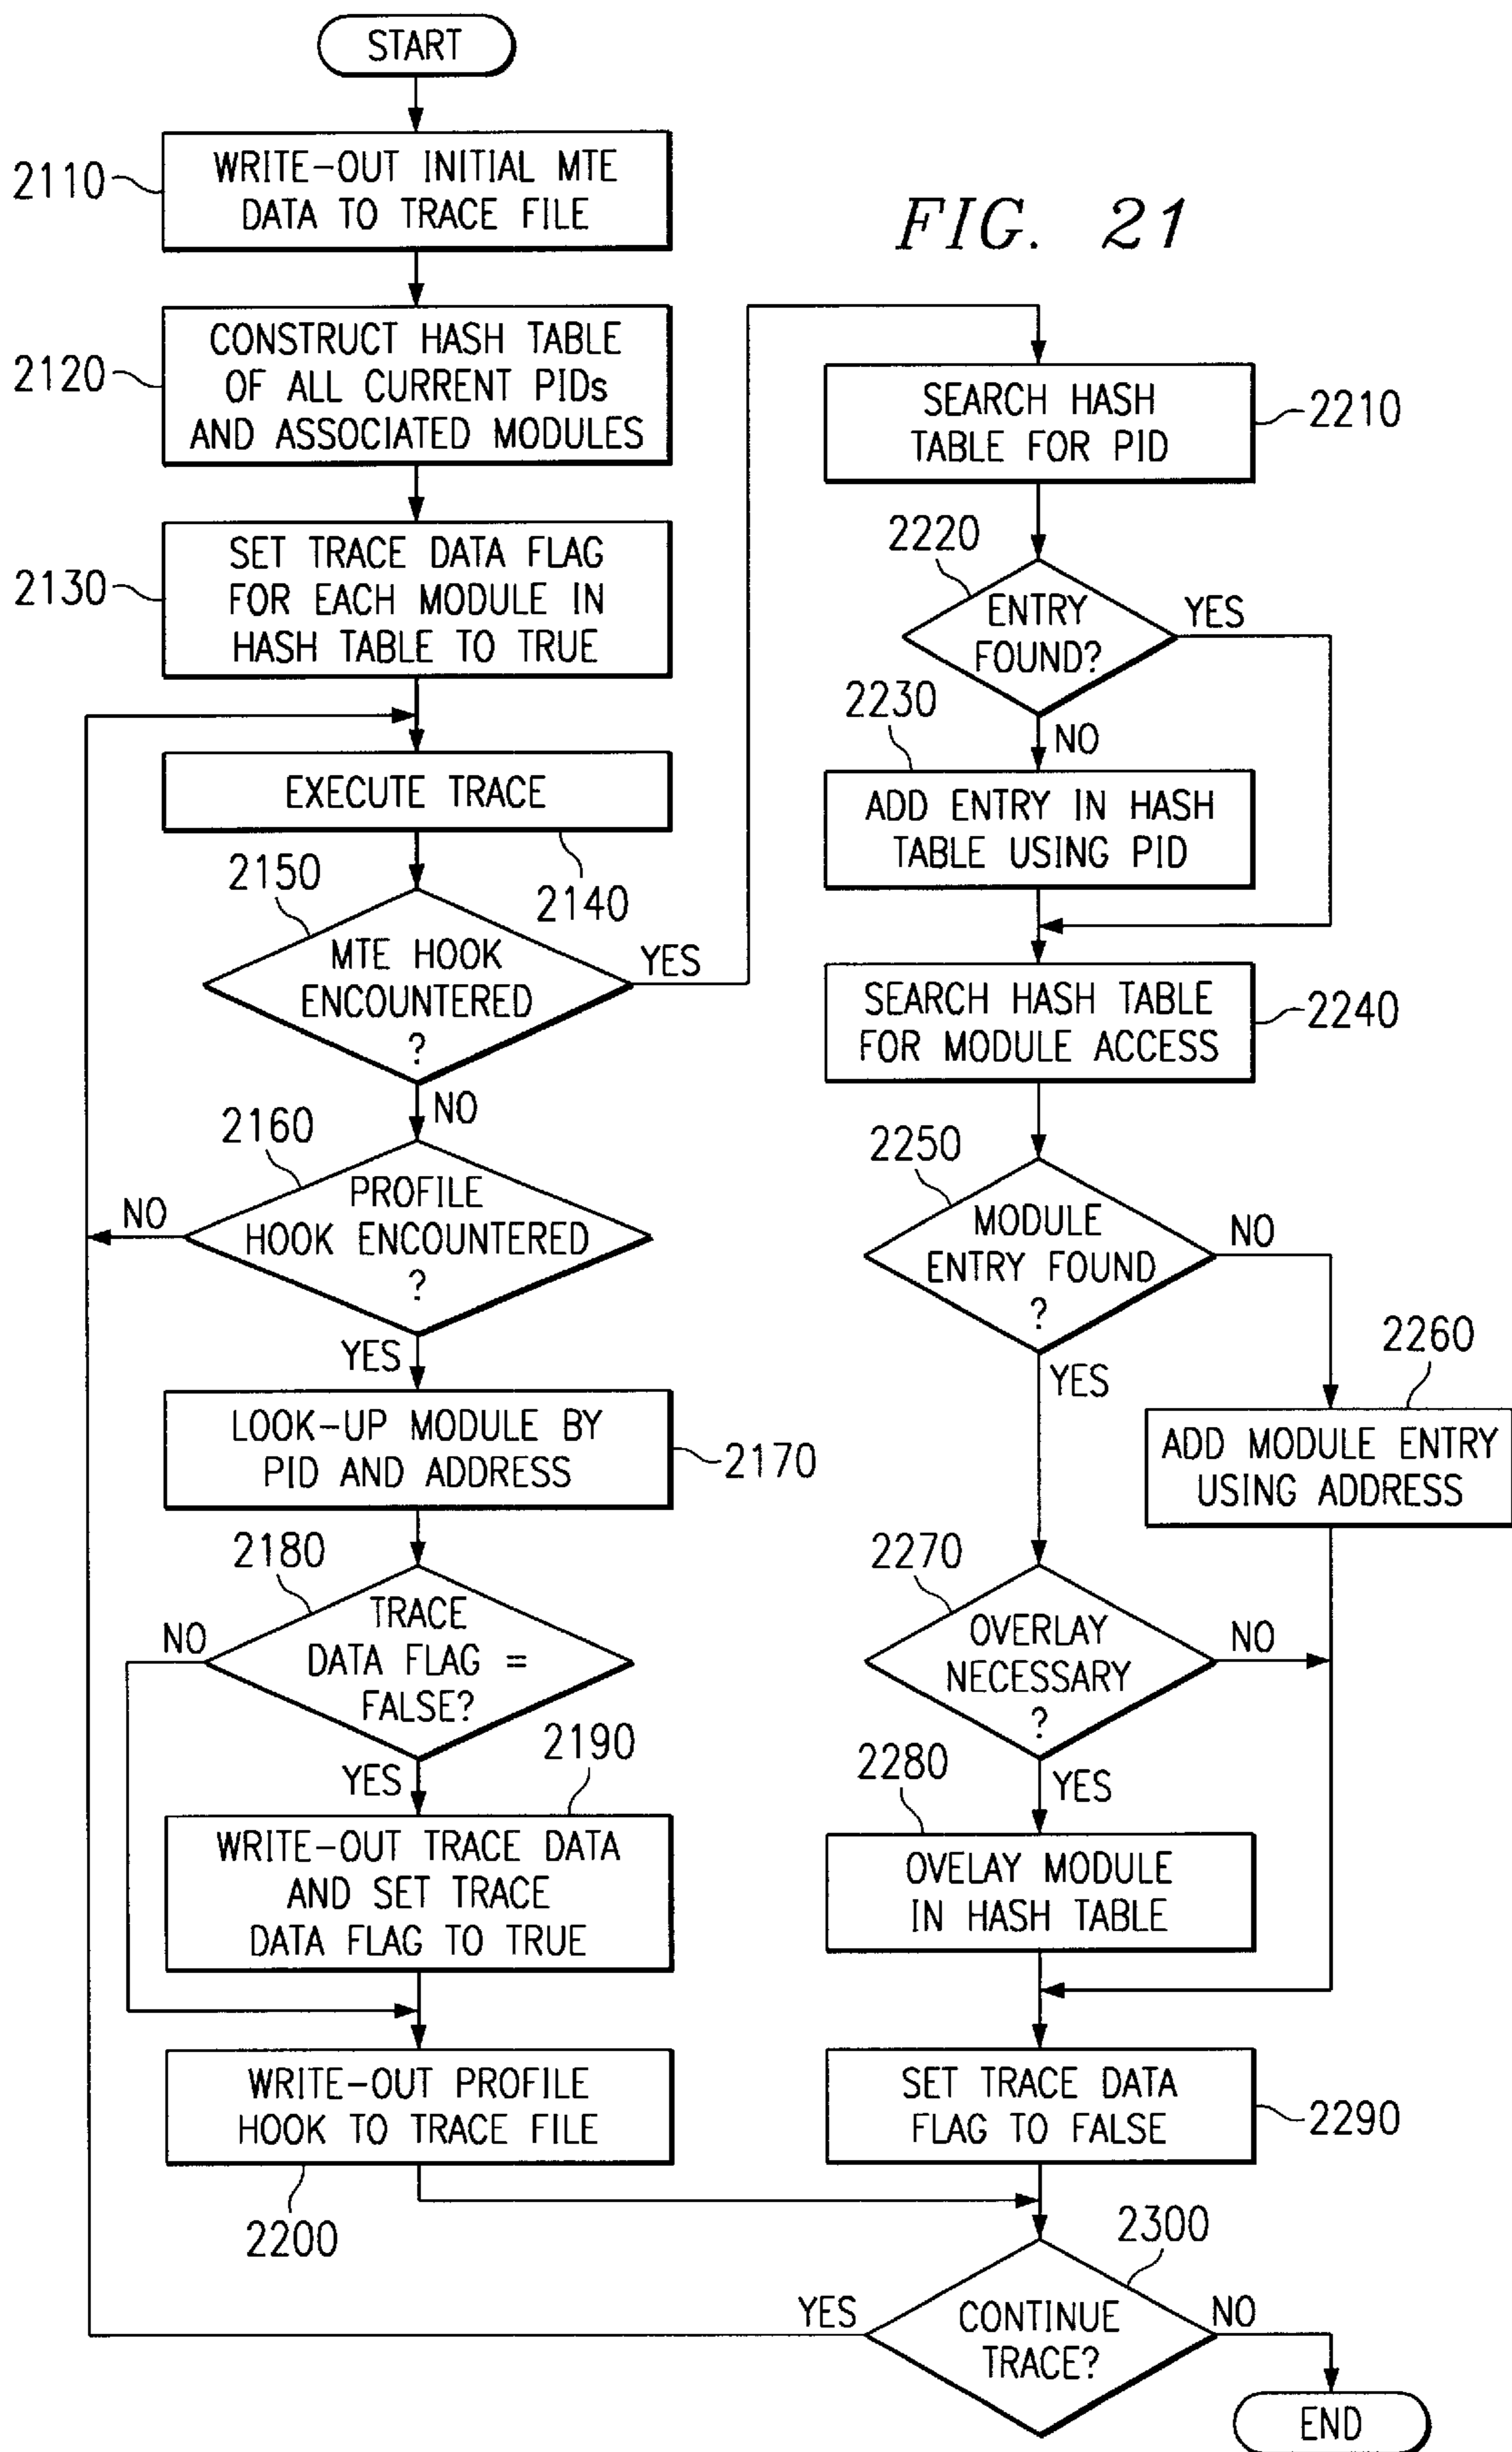 START
2110
WRITE-OUT INITIAL MTE
DATA TO TRACE FILE
FIG. 21
2120
CONSTRUCT HASH TABLE
OF ALL CURRENT PIDs
AND ASSOCIATED MODULES
2130
SET TRACE DATA FLAG
FOR EACH MODULE IN
HASH TABLE TO TRUE
EXECUTE TRACE
2140
2150
MTE HOOK
ENCOUNTERED
?
YES
NO
2160
PROFILE
HOOK ENCOUNTERED
?
NO
YES
LOOK-UP MODULE BY
PID AND ADDRESS
2170
2180
TRACE
DATA FLAG =
FALSE?
NO
YES
2190
WRITE-OUT TRACE DATA
AND SET TRACE
DATA FLAG TO TRUE
WRITE-OUT PROFILE
HOOK TO TRACE FILE
2200
SEARCH HASH
TABLE FOR PID
2210
2220
ENTRY
FOUND?
YES
NO
2230
ADD ENTRY IN HASH
TABLE USING PID
SEARCH HASH TABLE
FOR MODULE ACCESS
2240
2250
MODULE
ENTRY FOUND
?
NO
YES
2260
ADD MODULE ENTRY
USING ADDRESS
2270
OVERLAY
NECESSARY
?
NO
YES
2280
OVELAY MODULE
IN HASH TABLE
SET TRACE DATA
FLAG TO FALSE
2290
2300
CONTINUE
TRACE?
YES
NO
END